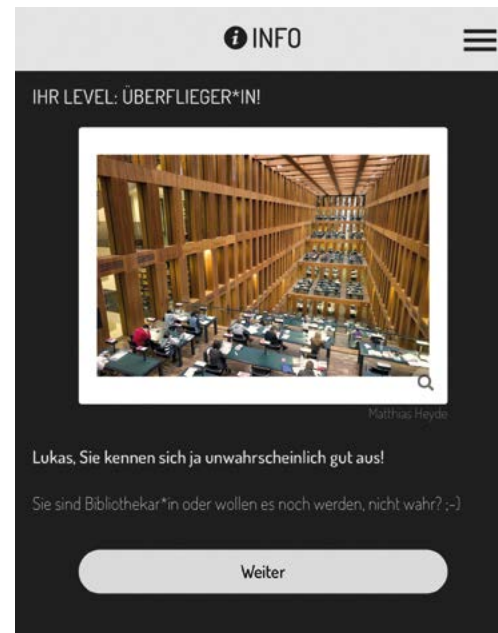 INFO
IHR LEVEL: ÜBERFLIEGER*IN!
Matthias Heyde
Lukas, Sie kennen sich ja unwahrscheinlich gut aus!
Sie sind Bibliothekar*in oder wollen es noch werden, nicht wahr? ;-)
Weiter